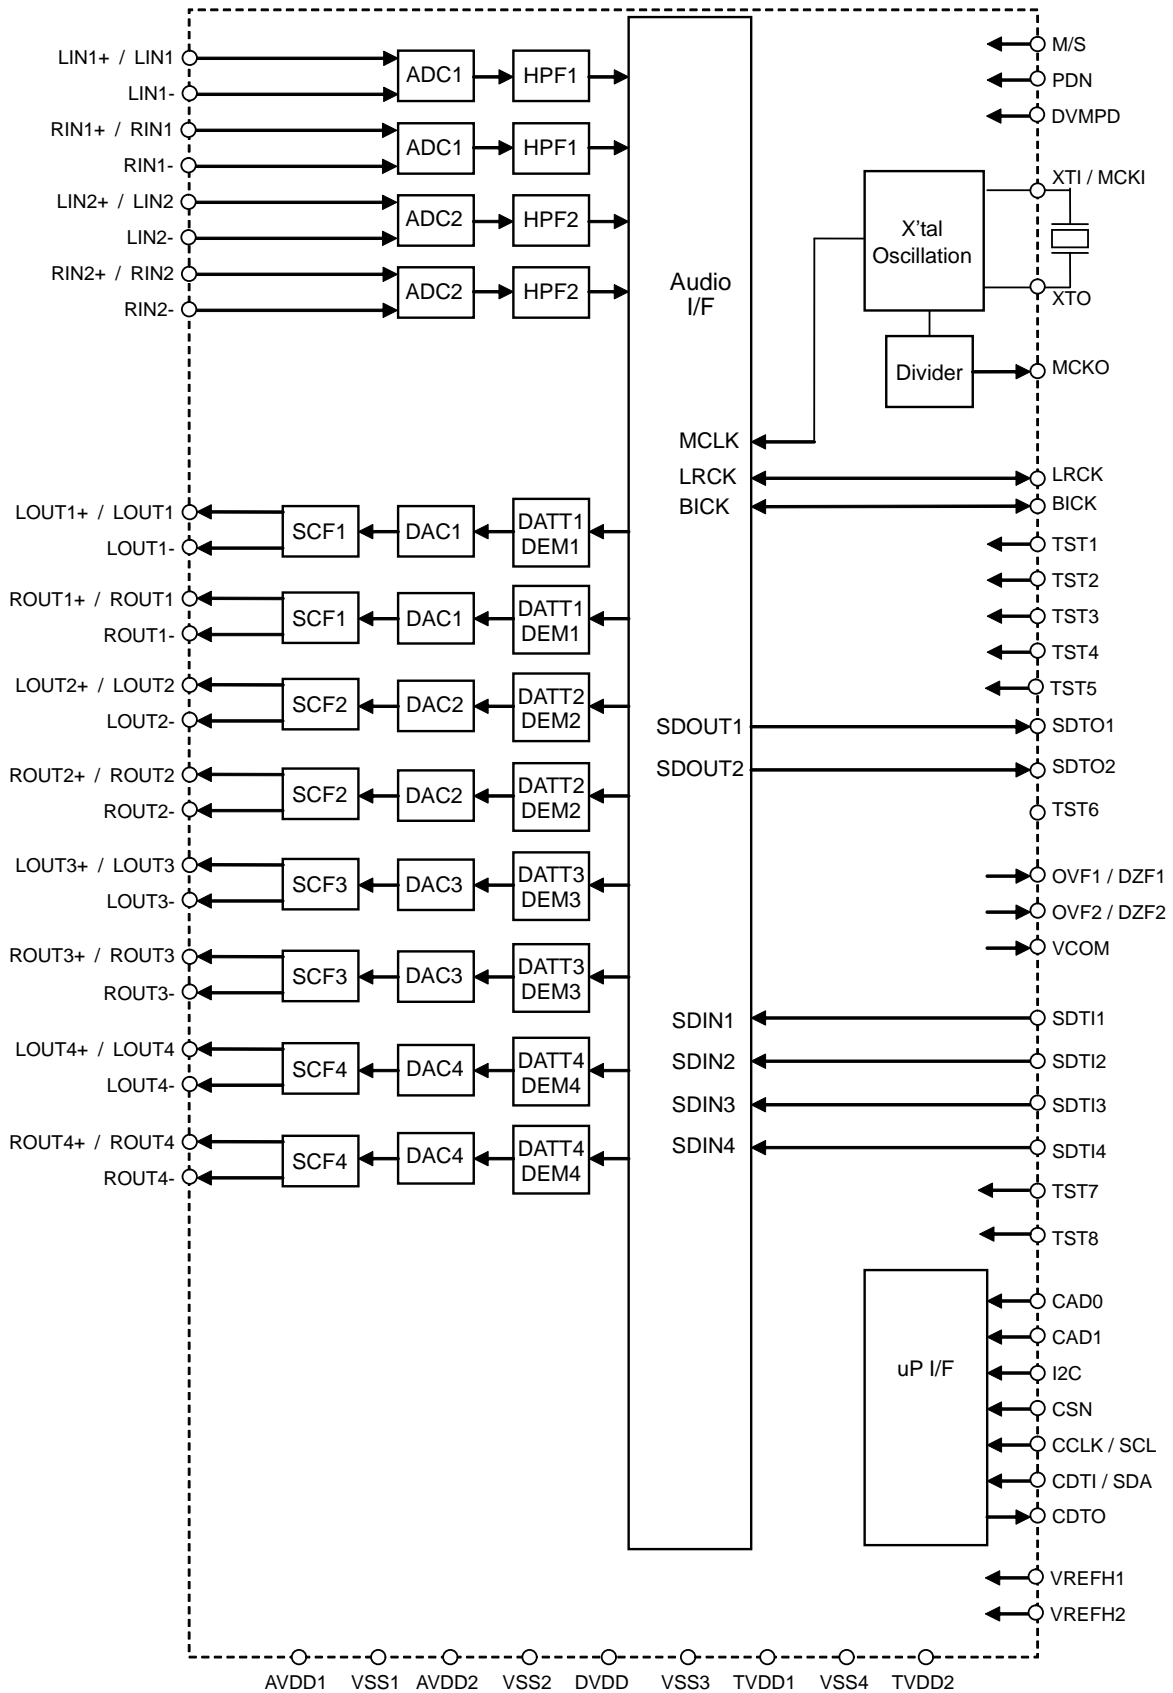 LIN1+ / LIN1
LIN1-
RIN1+ / RIN1
RIN1-
LIN2+ / LIN2
LIN2-
RIN2+ / RIN2
RIN2-
ADC1
HPF1
ADC1
HPF1
ADC2
HPF2
ADC2
HPF2
Audio
I/F
M/S
PDN
DVMPD
XTI / MCKI
X'tal
Oscillation
XTO
Divider
MCKO
MCLK
LRCK
LRCK
BICK
BICK
TST1
TST2
TST3
TST4
TST5
SDOUT1
SDTO1
SDOUT2
SDTO2
TST6
OVF1 / DZF1
OVF2 / DZF2
VCOM
SDIN1
SDTI1
SDIN2
SDTI2
SDIN3
SDTI3
SDIN4
SDTI4
TST7
TST8
LOUT1+ / LOUT1
LOUT1-
SCF1
DAC1
DATT1
DEM1
ROUT1+ / ROUT1
ROUT1-
SCF1
DAC1
DATT1
DEM1
LOUT2+ / LOUT2
LOUT2-
SCF2
DAC2
DATT2
DEM2
ROUT2+ / ROUT2
ROUT2-
SCF2
DAC2
DATT2
DEM2
LOUT3+ / LOUT3
LOUT3-
SCF3
DAC3
DATT3
DEM3
ROUT3+ / ROUT3
ROUT3-
SCF3
DAC3
DATT3
DEM3
LOUT4+ / LOUT4
LOUT4-
SCF4
DAC4
DATT4
DEM4
ROUT4+ / ROUT4
ROUT4-
SCF4
DAC4
DATT4
DEM4
uP I/F
CAD0
CAD1
I2C
CSN
CCLK / SCL
CDTI / SDA
CDTO
VREFH1
VREFH2
AVDD1
VSS1
AVDD2
VSS2
DVDD
VSS3
TVDD1
VSS4
TVDD2